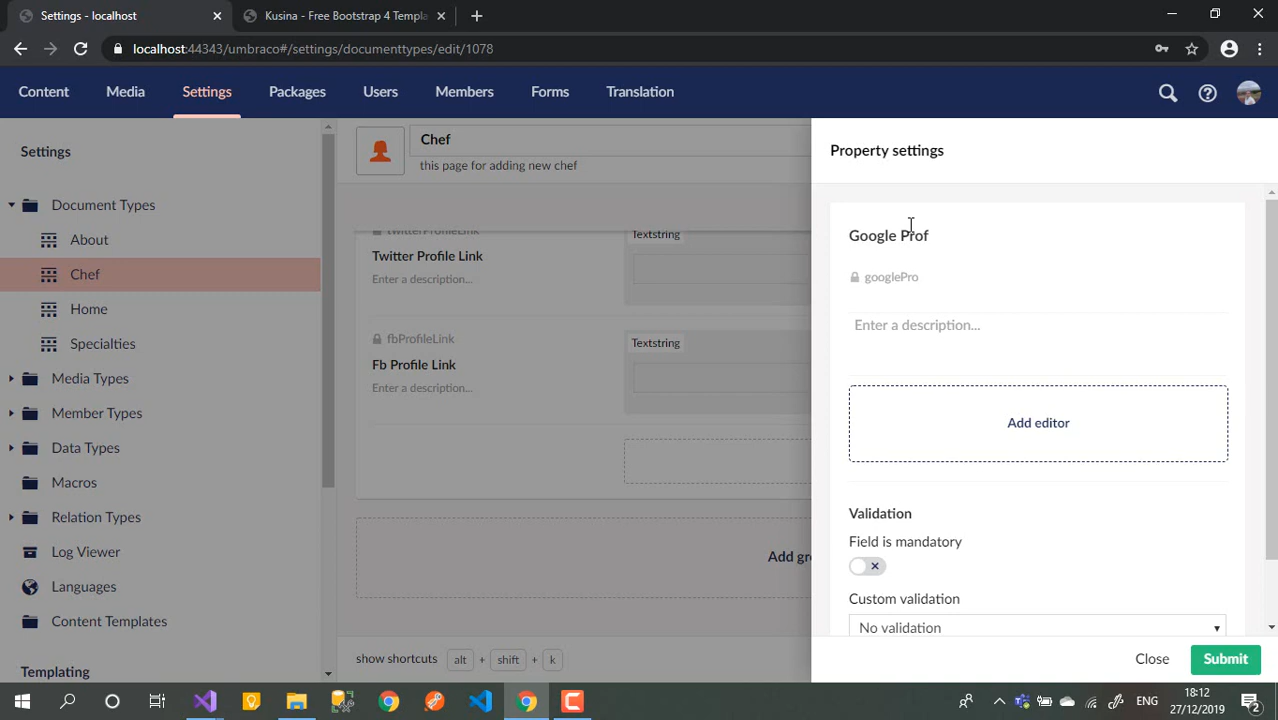 Settings - localhost
Kusina - Free Bootstrap 4 Templa
localhost:44343/umbraco#/settings/documenttypes/edit/1078
Content Media Settings Packages Users Members Forms Translation
Settings
Document Types
About
Chef
Home
Specialties
Media Types
Member Types
Data Types
Macros
Relation Types
Log Viewer
Languages
Content Templates
Templating
Chef
this page for adding new chef
twitterProfileLink
Twitter Profile Link
Enter a description...
Textstring
fbProfileLink
Fb Profile Link
Enter a description...
Textstring
Add gro
show shortcuts alt + shift + k
Property settings
Google Prof
googlePro
Enter a description...
Add editor
Validation
Field is mandatory
Custom validation
No validation
Close Submit
ENG
18:12
27/12/2019
2